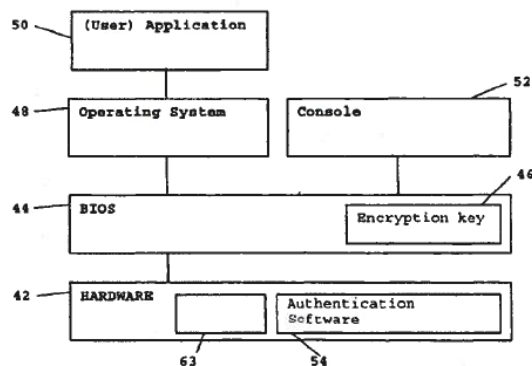 50
(User) Application
52
48
Operating System
Console
46
44
BIOS
Encryption key
42
HARDWARE
Authentication
Software
63
54